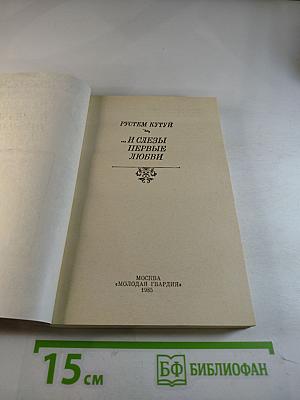 РУСТЕМ КУТУЙ
...И СЛЕЗЫ
ПЕРВЫЕ
ЛЮБВИ
МОСКВА
«МОЛОДАЯ ГВАРДИЯ»
1985
15 см
БФ БИБЛИОФАН